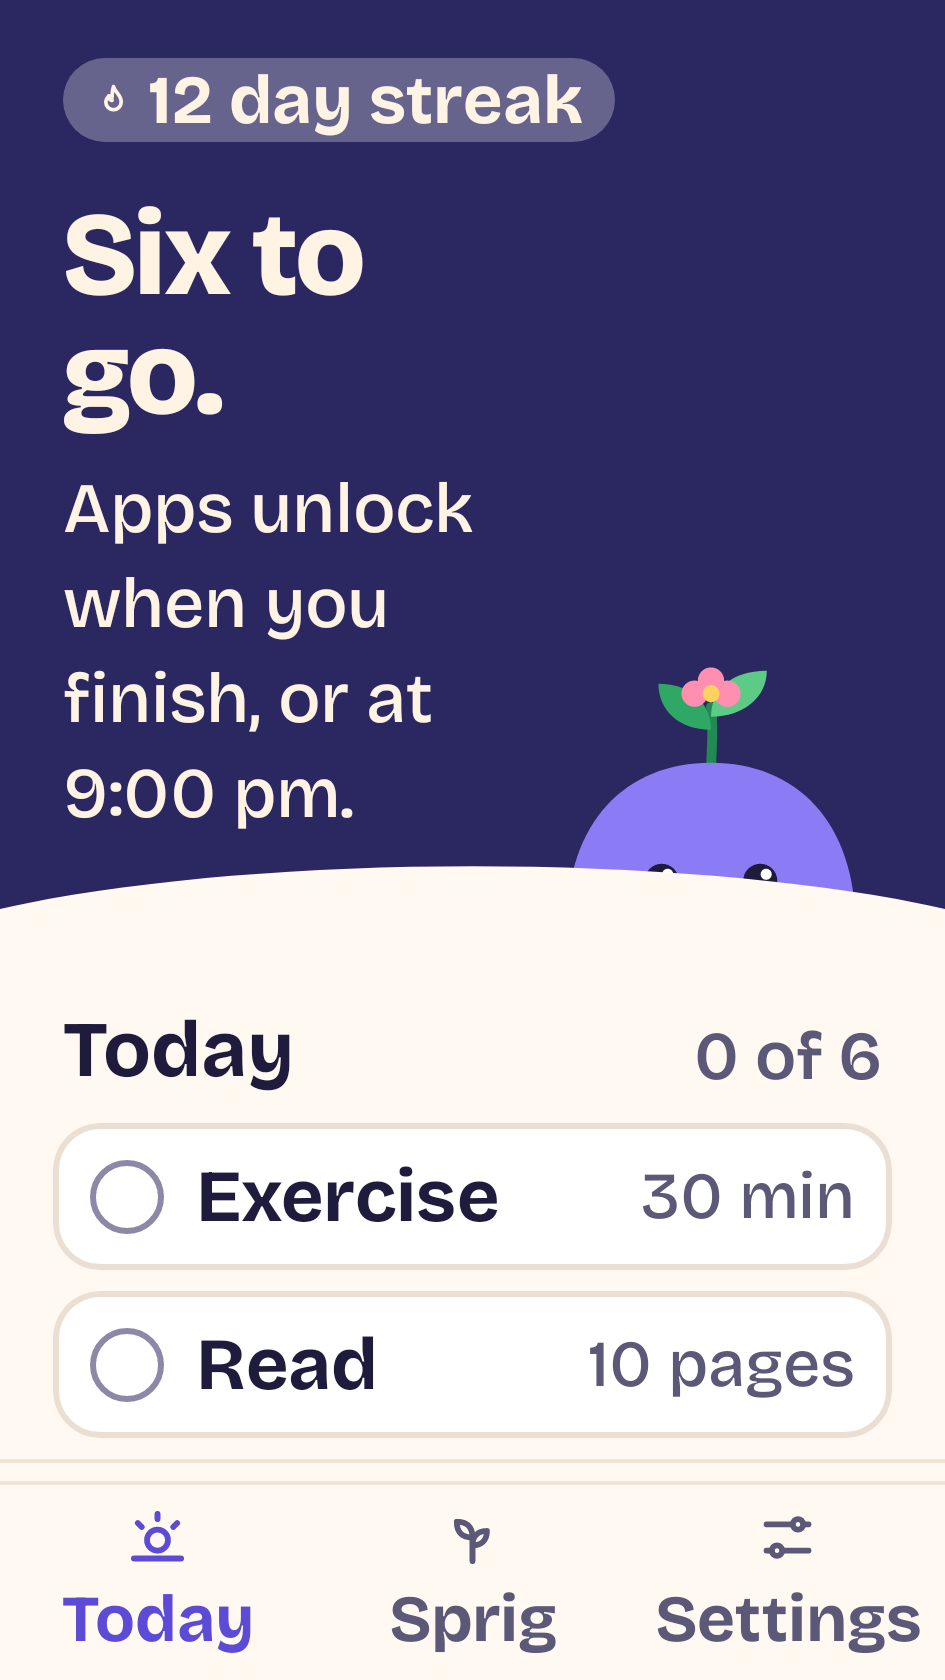 12 day streak
Six to
go.
Apps unlock
when you
finish, or at
9:00 pm.
Today
0 of 6
Exercise
30 min
Read
10 pages
Today
Sprig
Settings